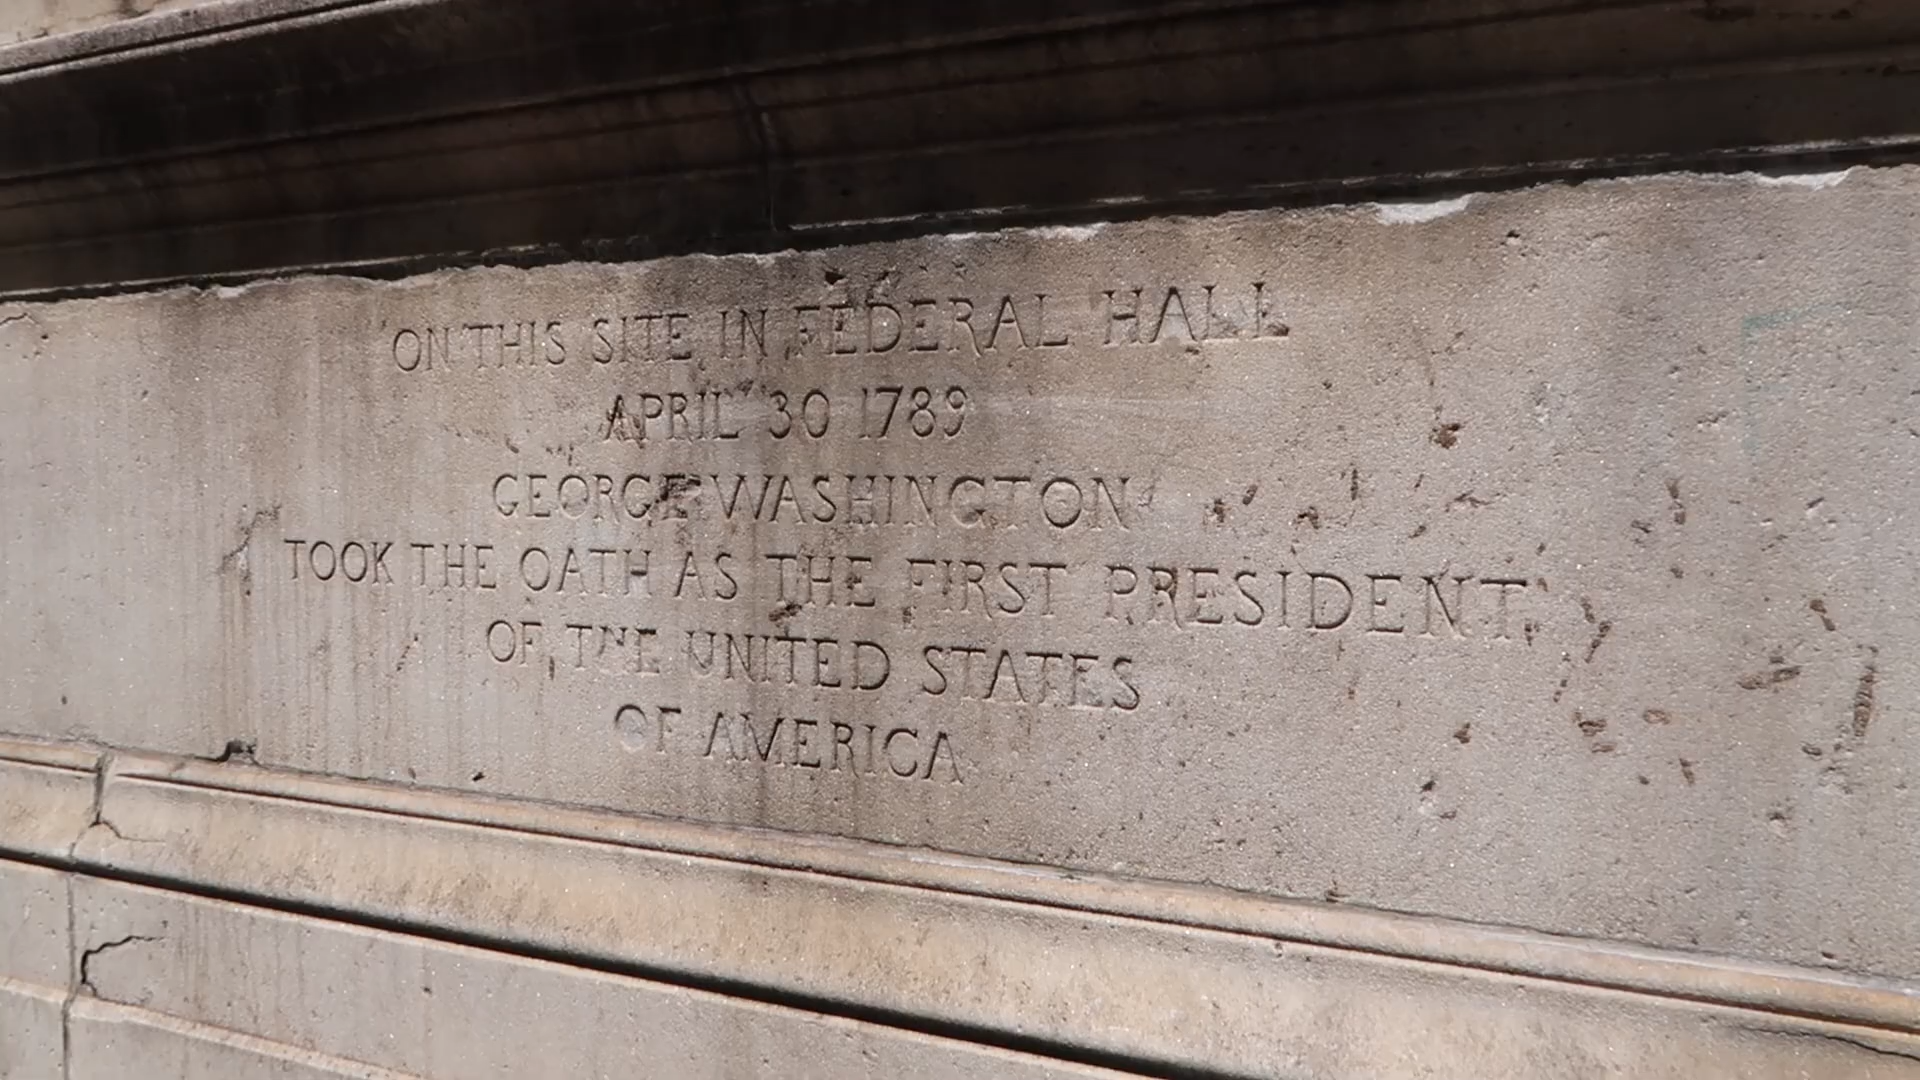 ON THIS SITE IN FEDERAL HALL
APRIL 30 1789
GEORGE WASHINGTON
TOOK THE OATH AS THE FIRST PRESIDENT
OF THE UNITED STATES
OF AMERICA